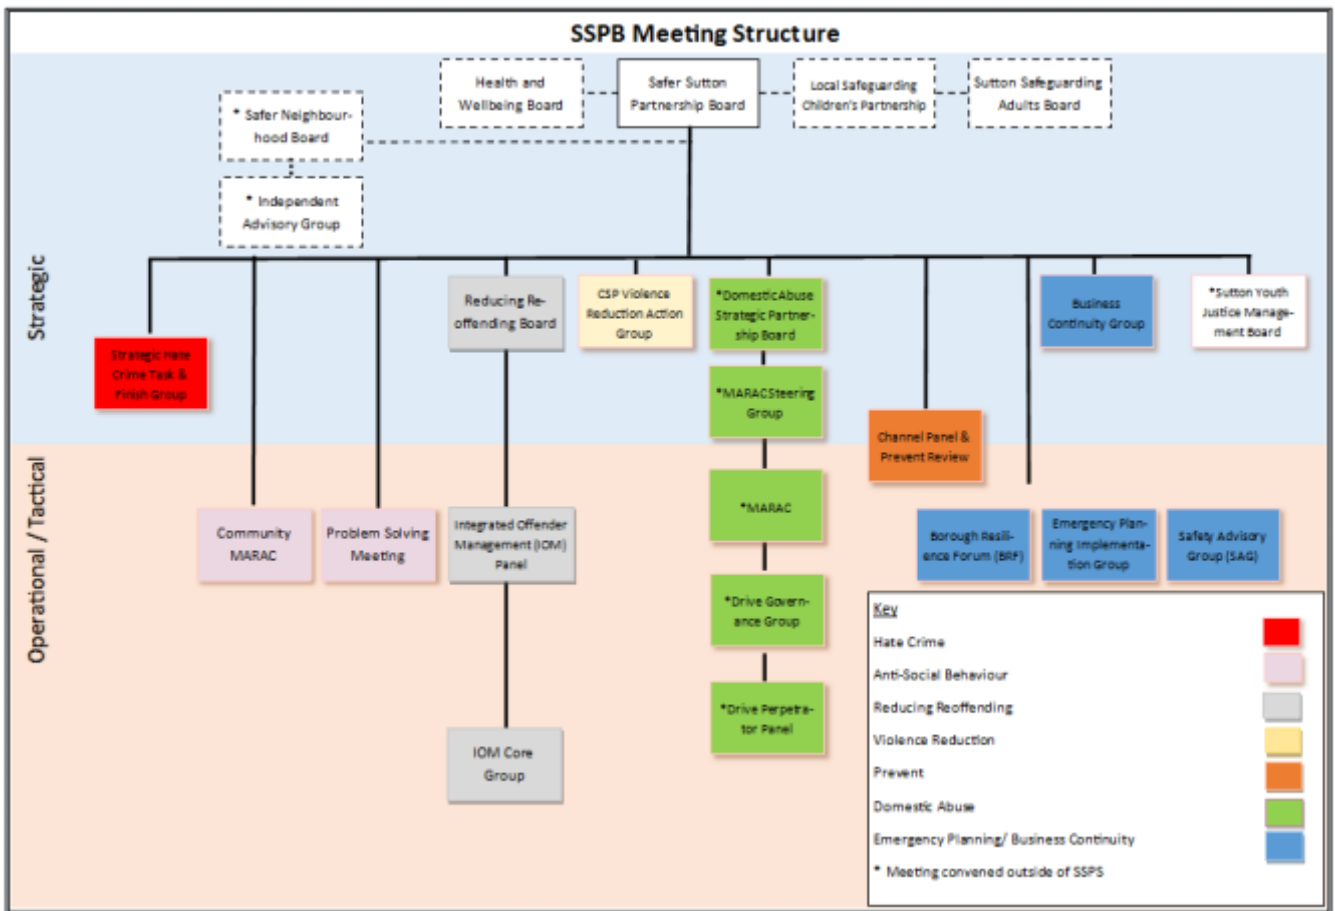 SSPB Meeting Structure
Health and
Wellbeing Board
Safer Sutton
Partnership Board
Local Safeguarding
Children's Partnership
Sutton Safeguarding
Adults Board
* Safer Neighbour-
hood Board
* Independent
Advisory Group
Strategic
Strategic Hate
Crime Task &
Finish Group
Reducing Re-
offending Board
CSP Violence
Reduction Action
Group
*Domestic Abuse
Strategic Partner-
ship Board
Business
Continuity Group
*Sutton Youth
Justice Manage-
ment Board
*MARAC Steering
Group
Channel Panel &
Prevent Review
Operational / Tactical
Community
MARAC
Problem Solving
Meeting
Integrated Offender
Management (IOM)
Panel
*MARAC
Borough Resili-
ence Forum (BRF)
Emergency Plan-
ning Implementa-
tion Group
Safety Advisory
Group (SAG)
*Drive Govern-
ance Group
*Drive Perpetra-
tor Panel
IOM Core
Group
Key
Hate Crime
Anti-Social Behaviour
Reducing Reoffending
Violence Reduction
Prevent
Domestic Abuse
Emergency Planning/ Business Continuity
* Meeting convened outside of SSPS